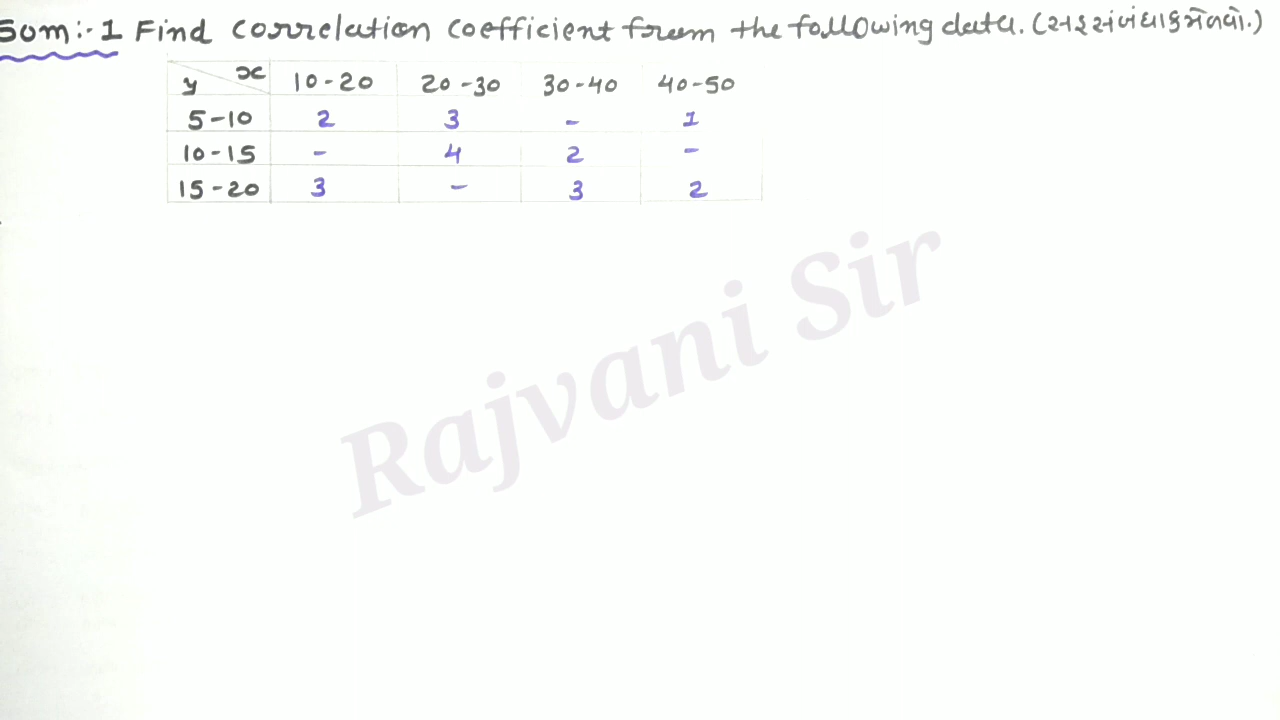 Sum:-1 Find correlation coefficient from the following data. (સહસંબંધાંક મેળવો.)
y x 10-20 20-30 30-40 40-50
5-10 2 3 - 1
10-15 - 4 2 -
15-20 3 - 3 2
Rajvani Sir